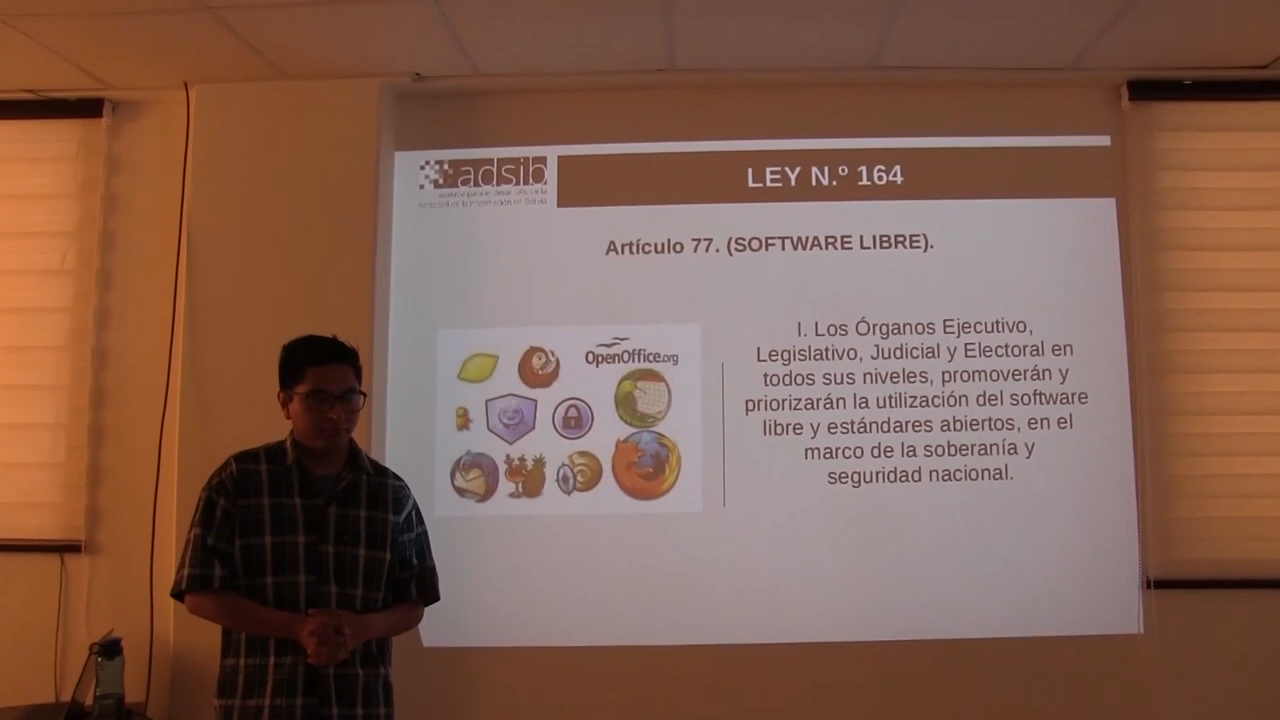 adsib
LEY N.º 164
Artículo 77. (SOFTWARE LIBRE).
OpenOffice.org
I. Los Órganos Ejecutivo,
Legislativo, Judicial y Electoral en
todos sus niveles, promoverán y
priorizarán la utilización del software
libre y estándares abiertos, en el
marco de la soberanía y
seguridad nacional.